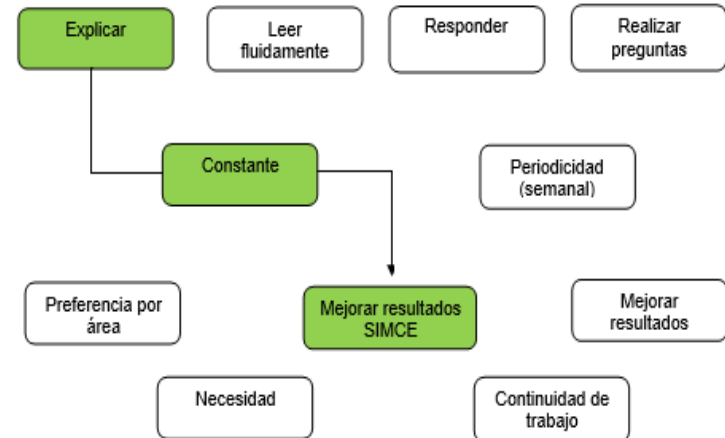 Explicar
Leer
fluidamente
Responder
Realizar
preguntas
Constante
Periodicidad
(semanal)
Preferencia por
área
Mejorar resultados
SIMCE
Mejorar
resultados
Necesidad
Continuidad de
trabajo